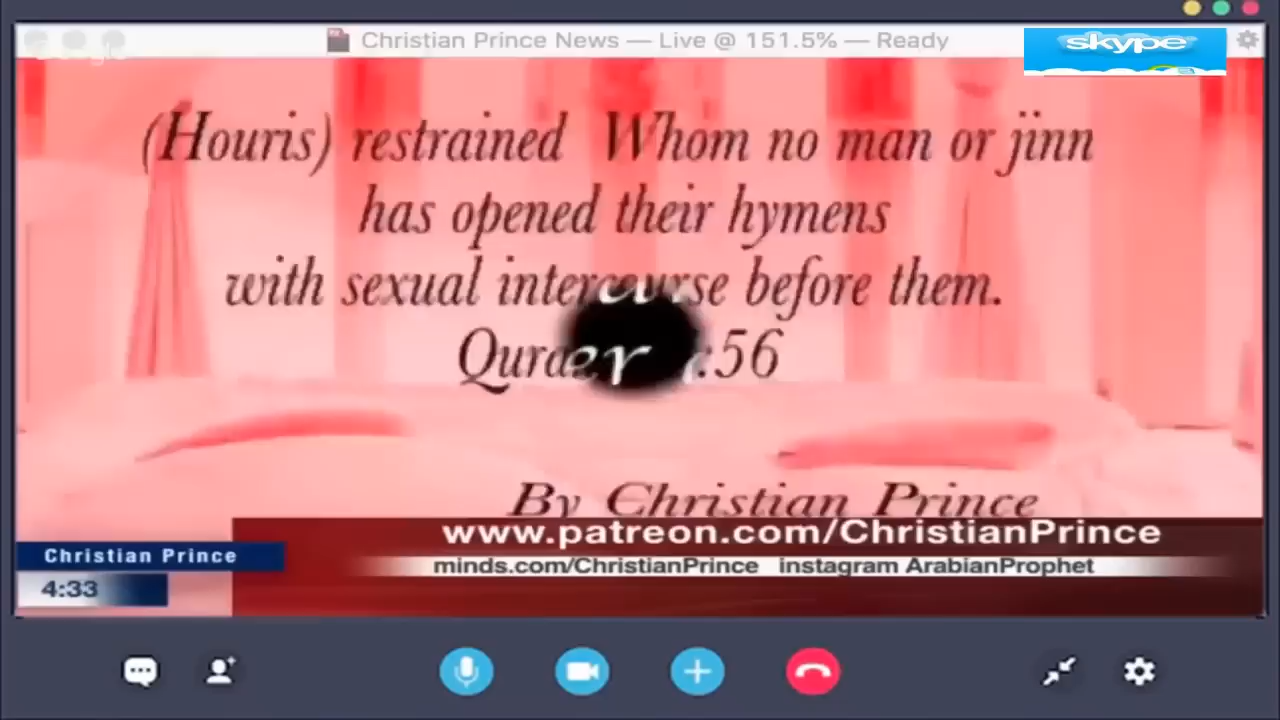 Christian Prince News — Live @ 151.5% — Ready
skype
Google
(Houris) restrained Whom no man or jinn
has opened their hymens
with sexual intercourse before them.
:56
By Christian Prince
www.patreon.com/ChristianPrince
Christian Prince
minds.com/ChristianPrince instagram ArabianProphet
4:33